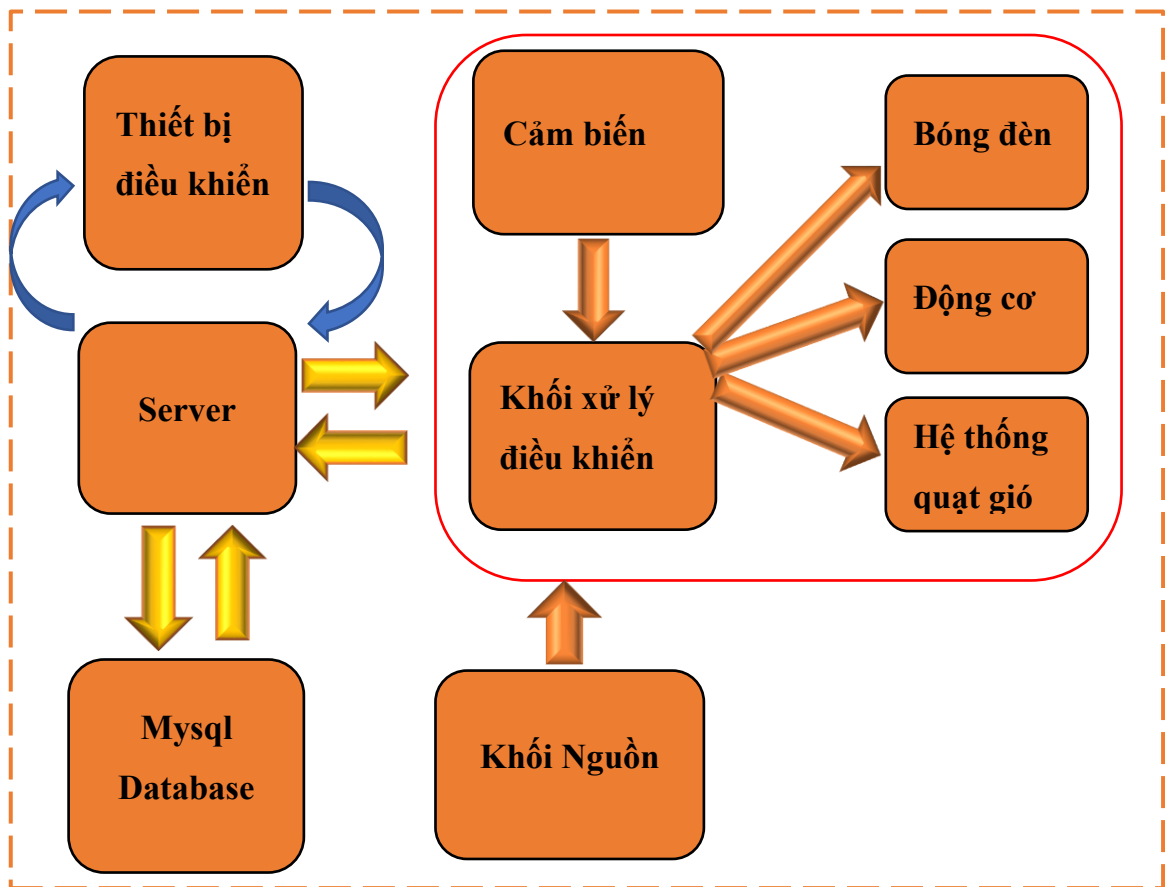 Thiết bị
điều khiển
Cảm biến
Bóng đèn
Động cơ
Server
Khối xử lý
điều khiển
Hệ thống
quạt gió
Mysql
Database
Khối Nguồn